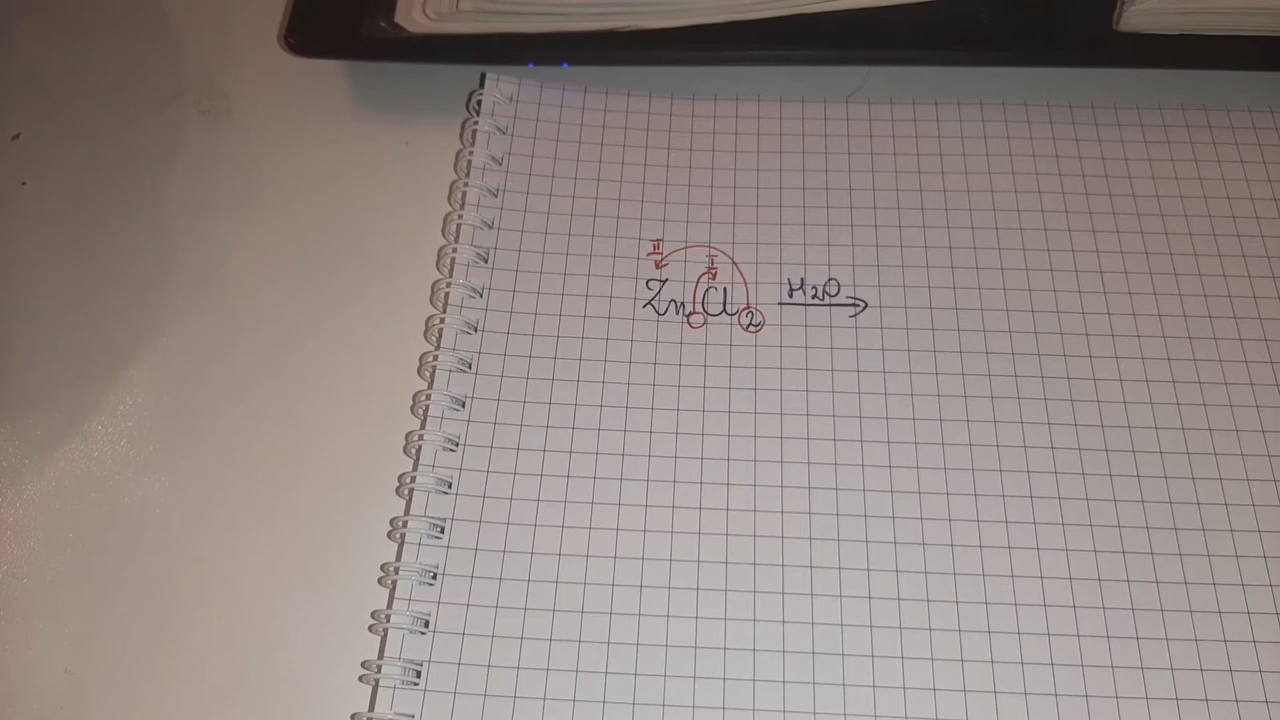 II I
ZnCl2 H2O →